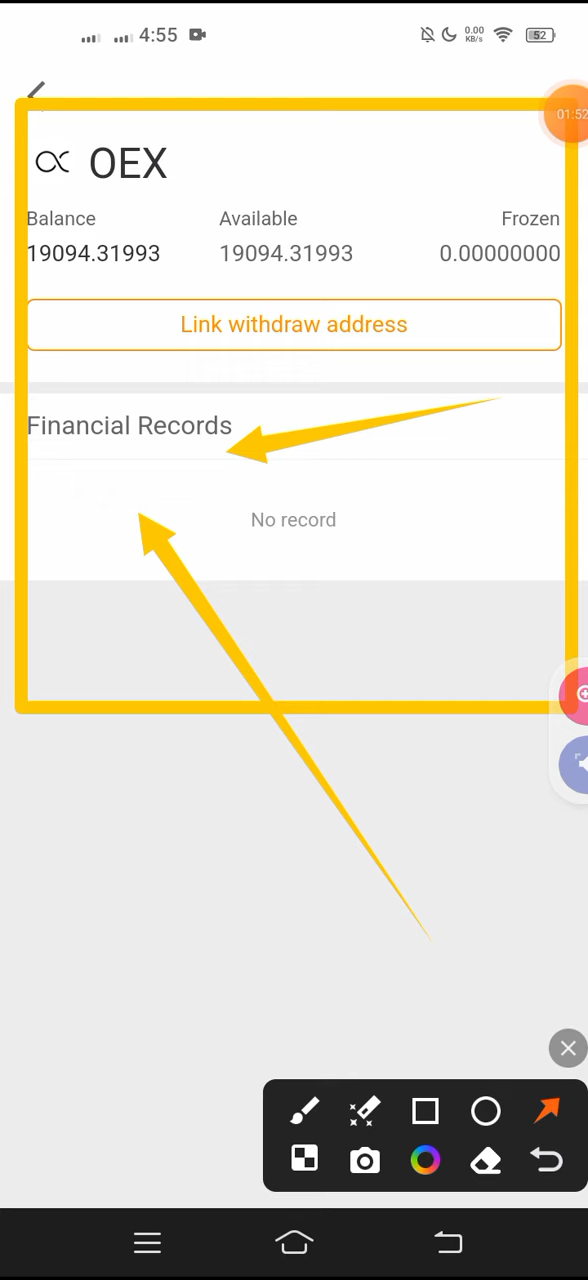 4:55 0.00 KB/s 52
01:52
OEX
Balance Available Frozen
19094.31993 19094.31993 0.00000000
Link withdraw address
Financial Records
No record